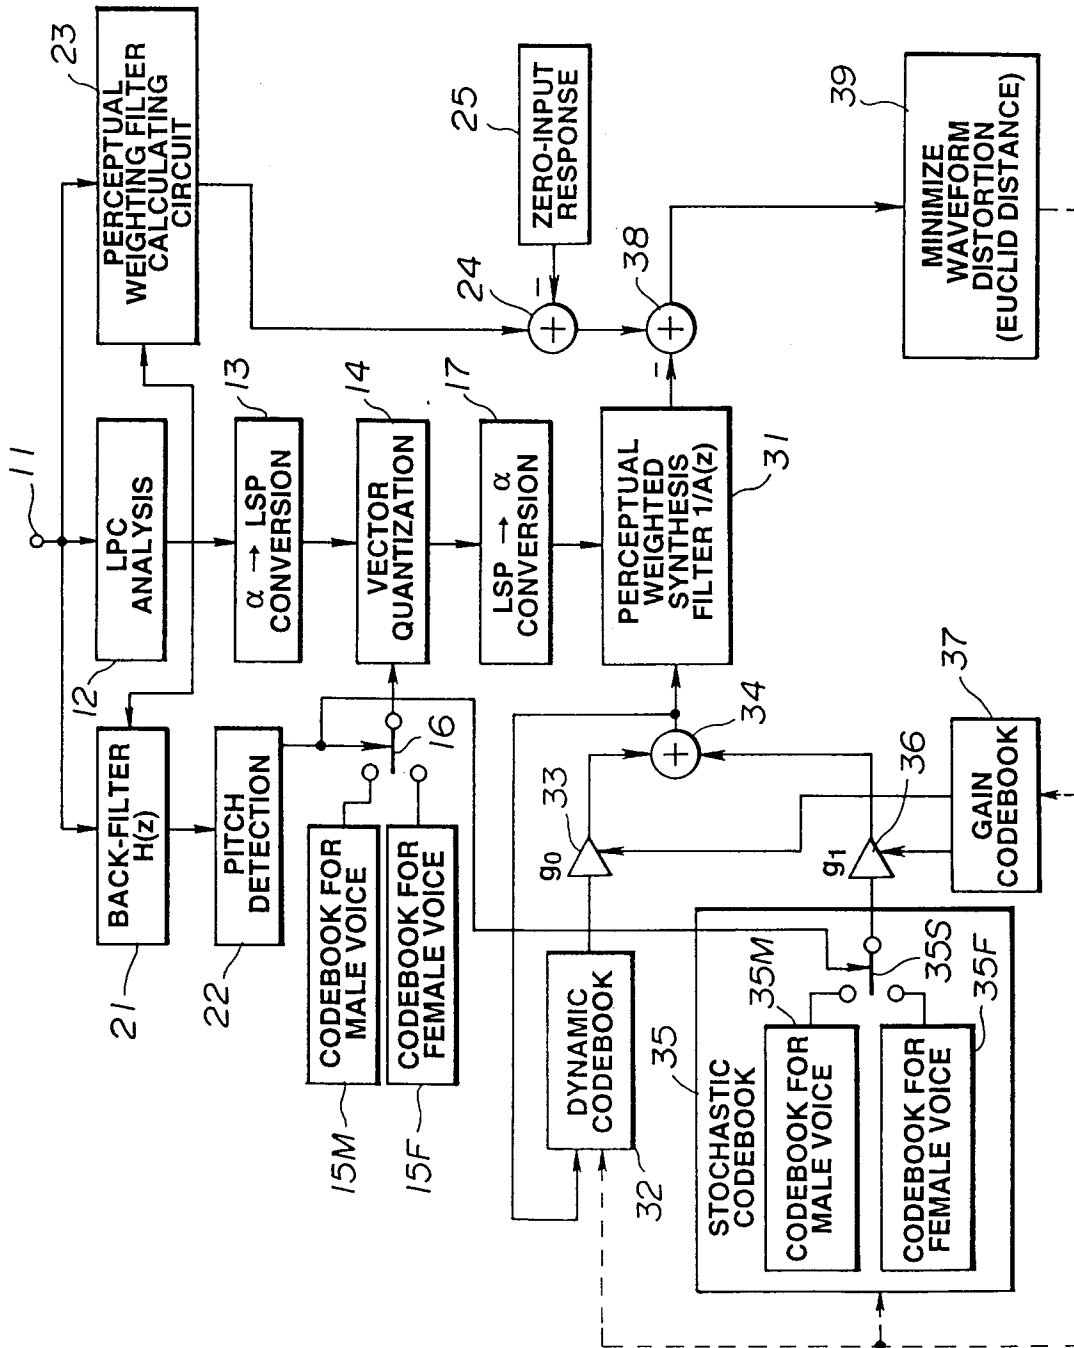 11
23
PERCEPTUAL
WEIGHTING FILTER
CALCULATING
CIRCUIT
12
LPC
ANALYSIS
21
BACK-FILTER
H(z)
13
α → LSP
CONVERSION
22
PITCH
DETECTION
14
VECTOR
QUANTIZATION
16
15M
CODEBOOK FOR
MALE VOICE
15F
CODEBOOK FOR
FEMALE VOICE
17
LSP → α
CONVERSION
25
ZERO-INPUT
RESPONSE
24
+
−
38
+
−
31
PERCEPTUAL
WEIGHTED
SYNTHESIS
FILTER 1/A(z)
34
+
33
g0
32
DYNAMIC
CODEBOOK
36
g1
35
STOCHASTIC
CODEBOOK
35M
CODEBOOK FOR
MALE VOICE
35S
35F
CODEBOOK FOR
FEMALE VOICE
37
GAIN
CODEBOOK
39
MINIMIZE
WAVEFORM
DISTORTION
(EUCLID DISTANCE)